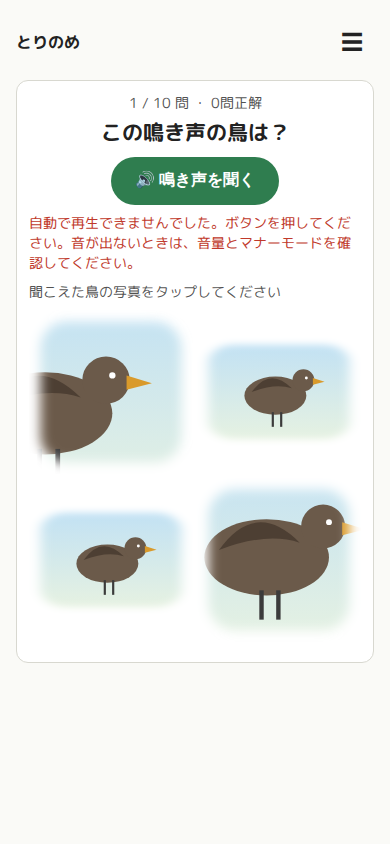 とりのめ
1 / 10 問 · 0問正解
この鳴き声の鳥は？
🔊 鳴き声を聞く
自動で再生できませんでした。ボタンを押してくだ
さい。音が出ないときは、音量とマナーモードを確
認してください。
聞こえた鳥の写真をタップしてください